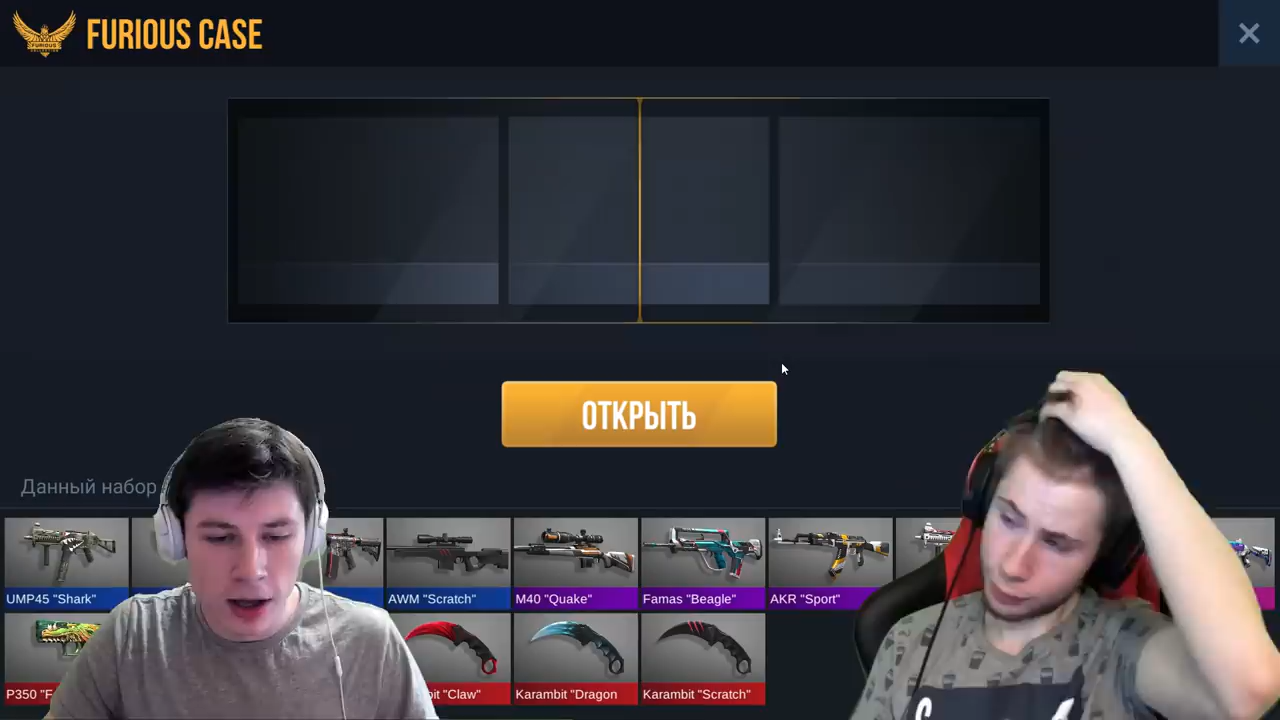 FURIOUS
FURIOUS CASE
ОТКРЫТЬ
Данный набор
UMP45 "Shark"
AWM "Scratch"
M40 "Quake"
Famas "Beagle"
AKR "Sport"
P350 "F
bit "Claw"
Karambit "Dragon
Karambit "Scratch"